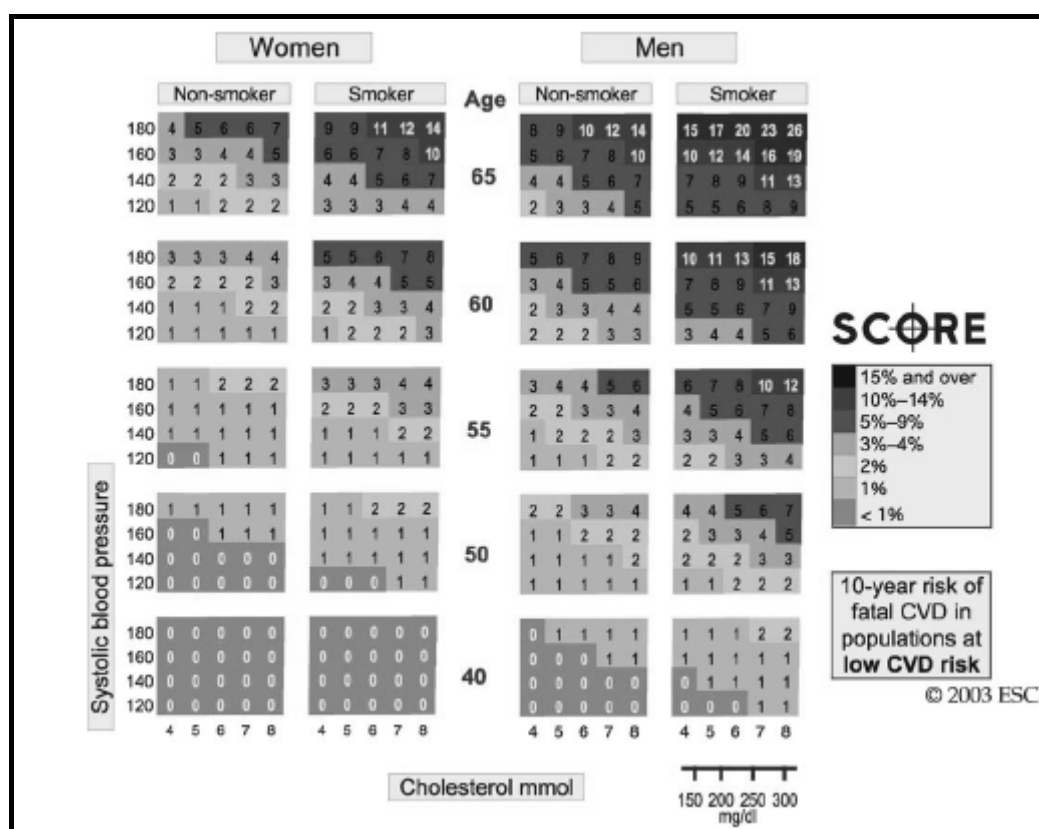 Women Men
Non-smoker Smoker Age Non-smoker Smoker
180 4 5 6 6 7 9 9 11 12 14 8 9 10 12 14 15 17 20 23 26
160 3 3 4 4 5 6 6 7 8 10 5 6 7 8 10 10 12 14 16 19
65
140 2 2 2 3 3 4 4 5 6 7 4 4 5 6 7 7 8 9 11 13
120 1 1 2 2 2 3 3 3 4 4 2 3 3 4 5 5 5 6 8 9
180 3 3 3 4 4 5 5 6 7 8 5 6 7 8 9 10 11 13 15 18
160 2 2 2 2 3 3 4 4 5 5 3 4 5 5 6 7 8 9 11 13
60
140 1 1 1 2 2 2 2 3 3 4 2 3 3 4 4 5 5 6 7 9
120 1 1 1 1 1 1 2 2 2 3 2 2 2 3 3 3 4 4 5 6
180 1 1 2 2 2 3 3 3 4 4 3 4 4 5 6 6 7 8 10 12
160 1 1 1 1 1 2 2 2 3 3 2 2 3 3 4 4 5 6 7 8
55
140 1 1 1 1 1 1 1 1 2 2 1 2 2 2 3 3 3 4 5 6
120 0 0 1 1 1 1 1 1 1 1 1 1 1 2 2 2 2 3 3 4
180 1 1 1 1 1 1 1 2 2 2 2 2 3 3 4 4 4 5 6 7
160 0 0 1 1 1 1 1 1 1 1 1 1 2 2 2 2 3 3 4 5
50
140 0 0 0 0 0 1 1 1 1 1 1 1 1 1 2 2 2 2 3 3
120 0 0 0 0 0 0 0 0 1 1 1 1 1 1 1 1 1 2 2 2
180 0 0 0 0 0 0 0 0 0 0 0 1 1 1 1 1 1 1 2 2
160 0 0 0 0 0 0 0 0 0 0 0 0 0 1 1 1 1 1 1 1
40
140 0 0 0 0 0 0 0 0 0 0 0 0 0 0 0 0 1 1 1 1
120 0 0 0 0 0 0 0 0 0 0 0 0 0 0 0 0 0 0 1 1
4 5 6 7 8 4 5 6 7 8 4 5 6 7 8 4 5 6 7 8
Systolic blood pressure
Cholesterol mmol
150 200 250 300
mg/dl
SCORE
15% and over
10%–14%
5%–9%
3%–4%
2%
1%
< 1%
10-year risk of
fatal CVD in
populations at
low CVD risk
© 2003 ESC